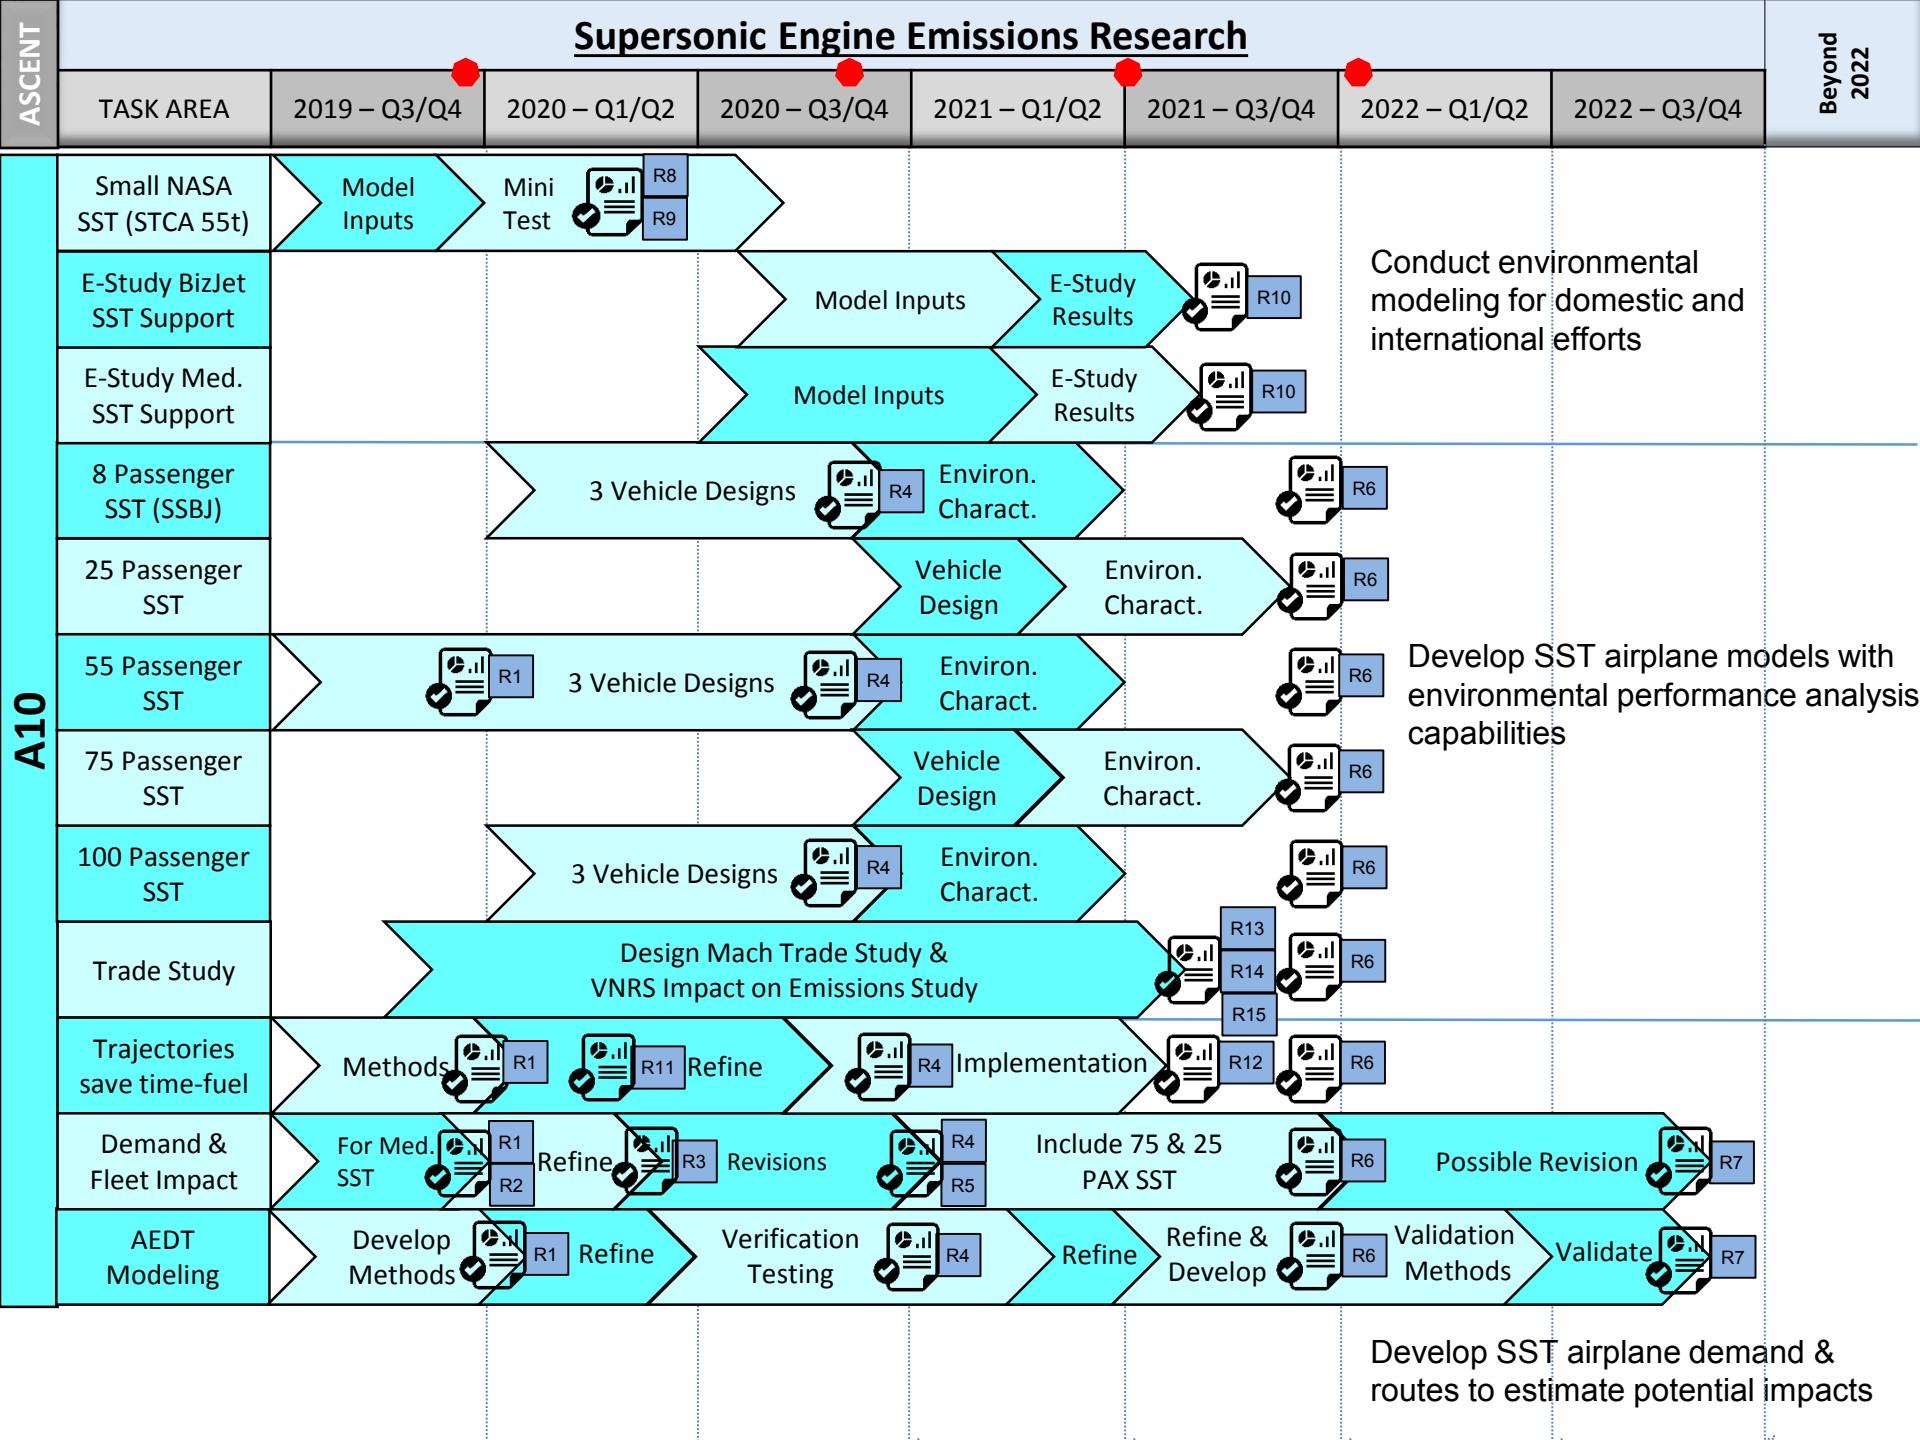 ASCENT
Supersonic Engine Emissions Research
Beyond
2022
TASK AREA
2019 – Q3/Q4
2020 – Q1/Q2
2020 – Q3/Q4
2021 – Q1/Q2
2021 – Q3/Q4
2022 – Q1/Q2
2022 – Q3/Q4
A10
Small NASA
SST (STCA 55t)
Model
Inputs
Mini
Test
R8
R9
E-Study BizJet
SST Support
Model Inputs
E-Study
Results
R10
Conduct environmental
modeling for domestic and
international efforts
E-Study Med.
SST Support
Model Inputs
E-Study
Results
R10
8 Passenger
SST (SSBJ)
3 Vehicle Designs
R4
Environ.
Charact.
R6
25 Passenger
SST
Vehicle
Design
Environ.
Charact.
R6
55 Passenger
SST
R1
3 Vehicle Designs
R4
Environ.
Charact.
R6
Develop SST airplane models with
environmental performance analysis
capabilities
75 Passenger
SST
Vehicle
Design
Environ.
Charact.
R6
100 Passenger
SST
3 Vehicle Designs
R4
Environ.
Charact.
R6
Trade Study
Design Mach Trade Study &
VNRS Impact on Emissions Study
R13
R14
R15
R6
Trajectories
save time-fuel
Methods
R1
R11
Refine
R4
Implementation
R12
R6
Demand &
Fleet Impact
For Med.
SST
R1
R2
Refine
R3
Revisions
R4
R5
Include 75 & 25
PAX SST
R6
Possible Revision
R7
AEDT
Modeling
Develop
Methods
R1
Refine
Verification
Testing
R4
Refine
Refine &
Develop
R6
Validation
Methods
Validate
R7
Develop SST airplane demand &
routes to estimate potential impacts